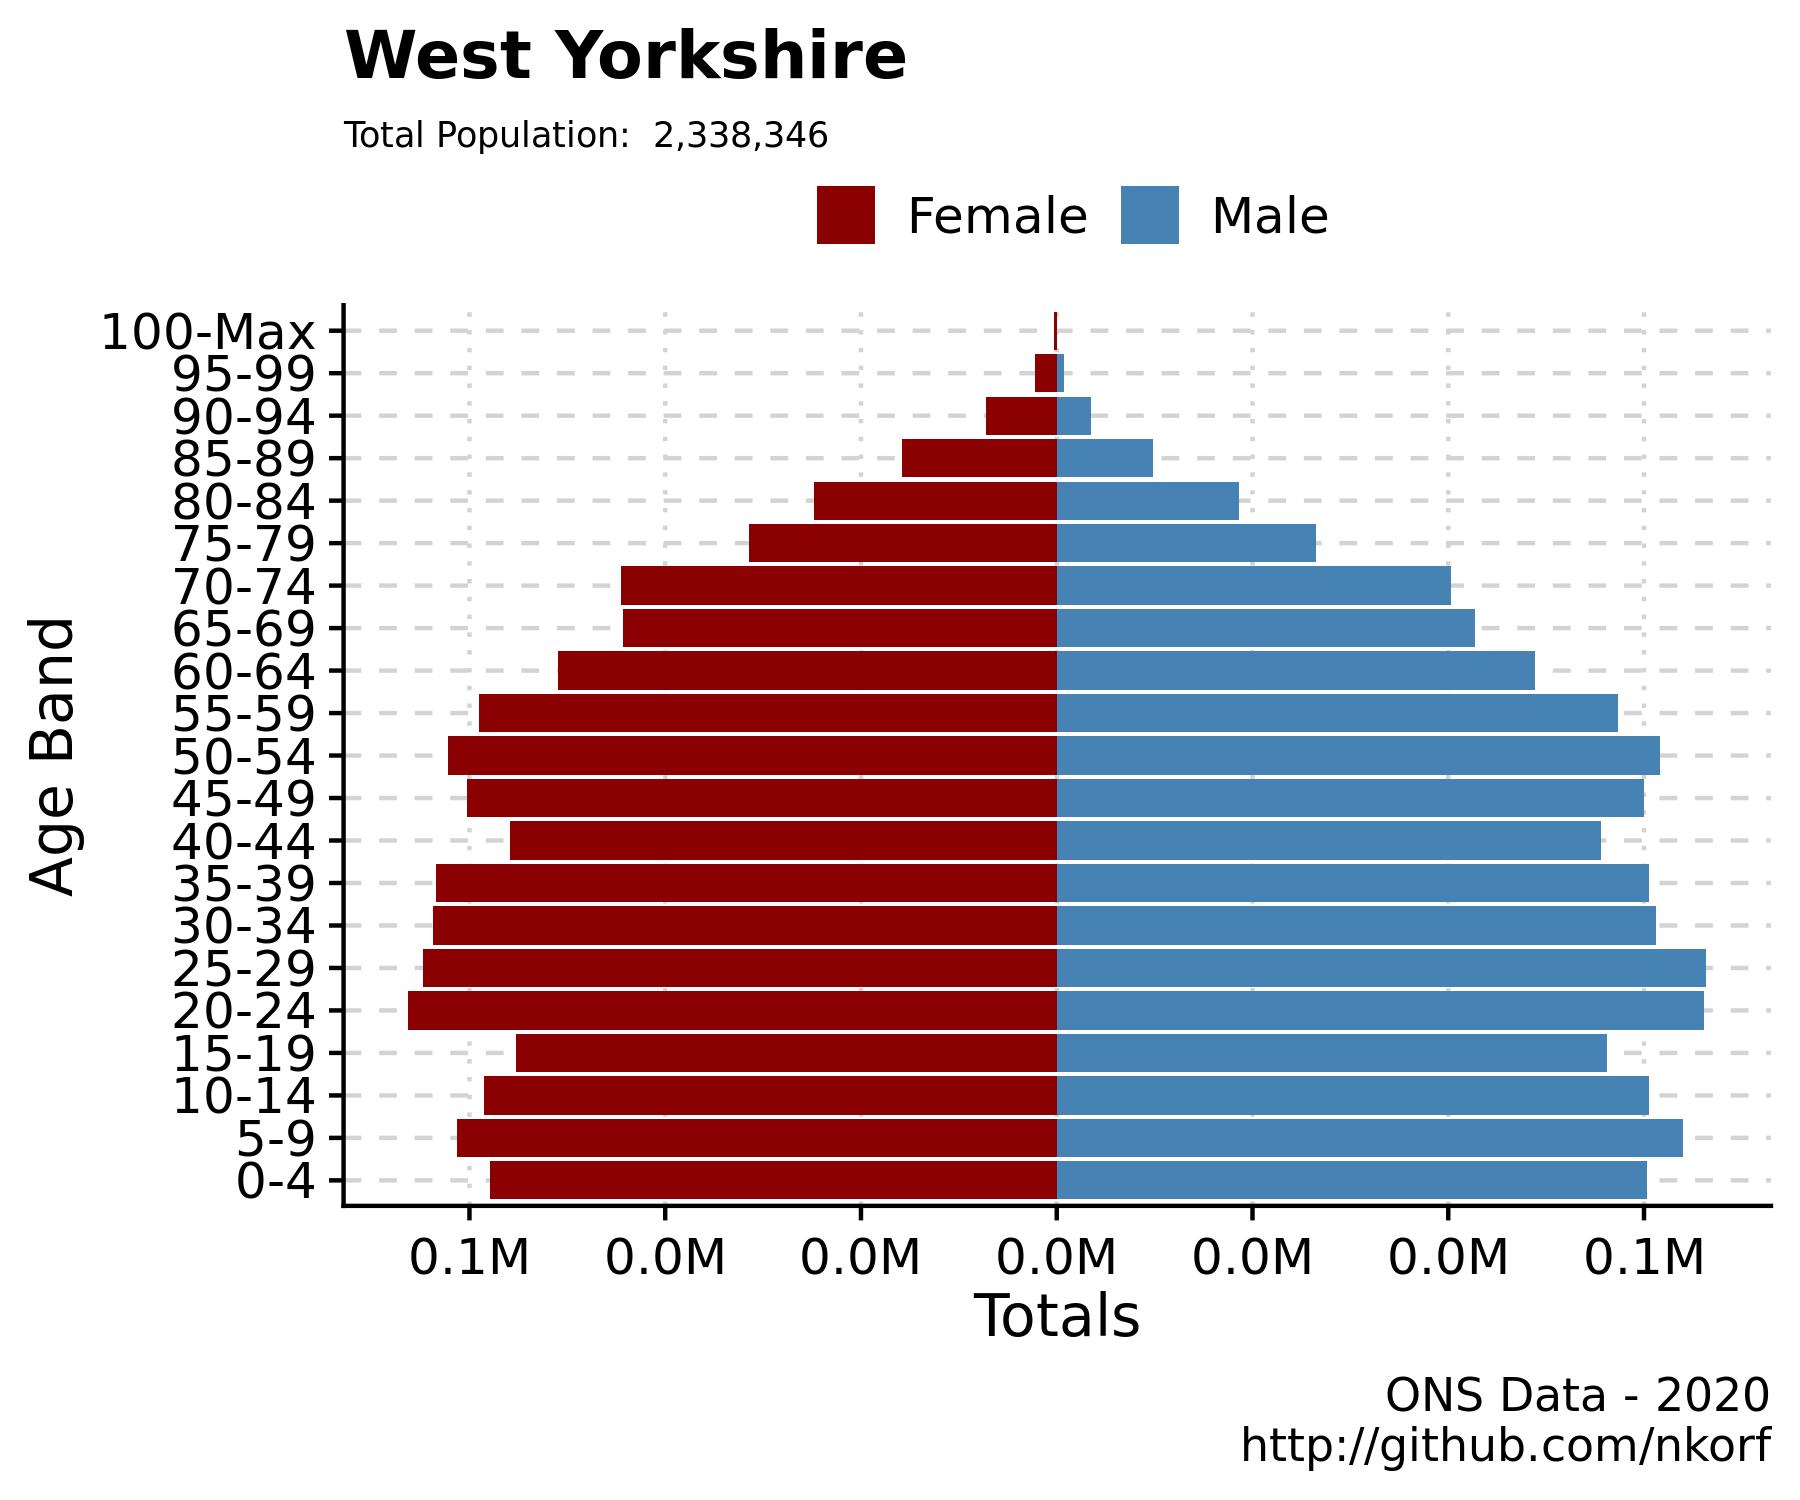 West Yorkshire
Total Population:  2,338,346
Female Male
100-Max
95-99
90-94
85-89
80-84
75-79
70-74
65-69
60-64
55-59
50-54
45-49
40-44
35-39
30-34
25-29
20-24
15-19
10-14
5-9
0-4
Age Band
0.1M 0.0M 0.0M 0.0M 0.0M 0.0M 0.1M
Totals
ONS Data - 2020
http://github.com/nkorf